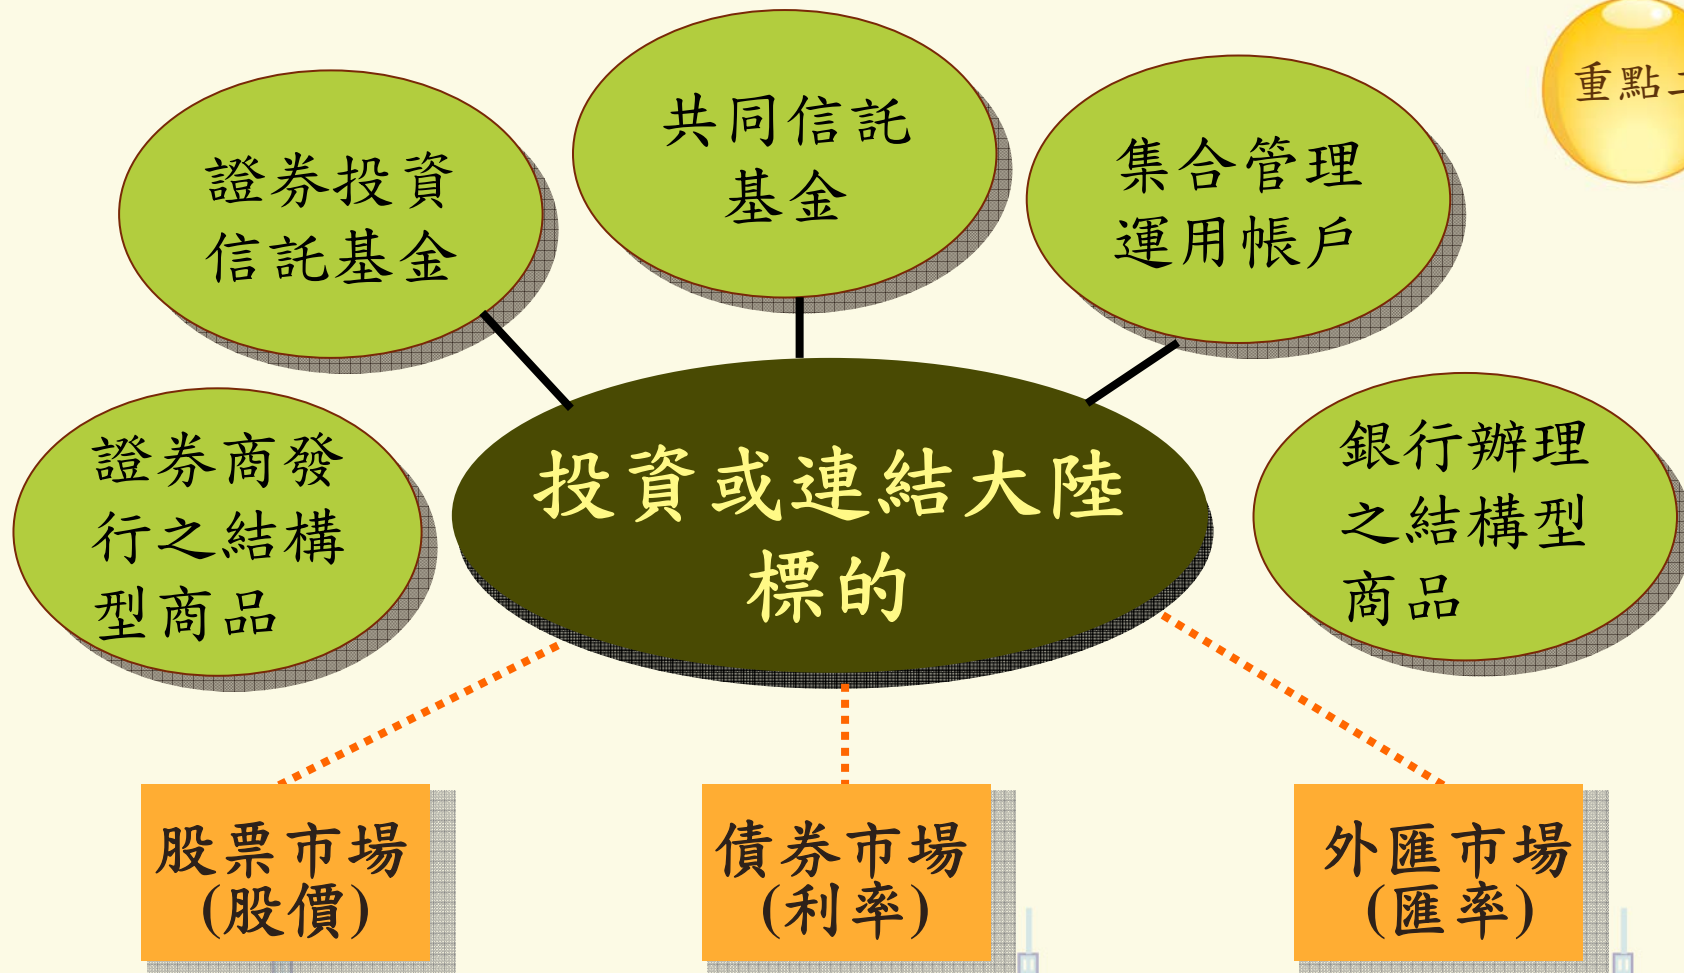 共同信託
基金
重點
證券投資
信託基金
集合管理
運用帳戶
證券商發
行之結構
型商品
投資或連結大陸
標的
銀行辦理
之結構型
商品
股票市場
(股價)
債券市場
(利率)
外匯市場
(匯率)